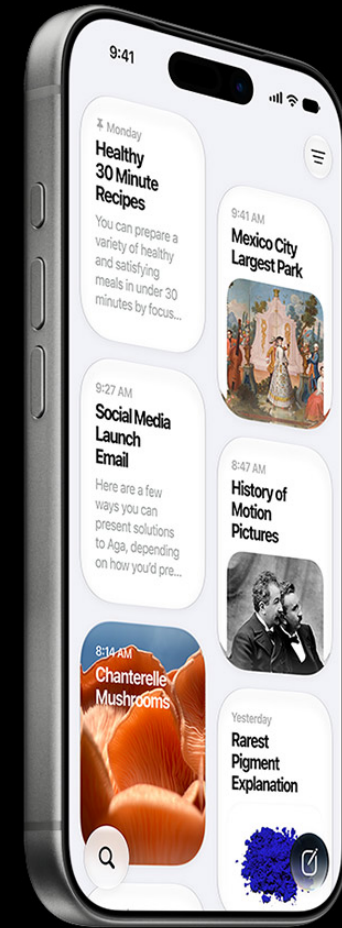 9:41
Monday
Healthy
30 Minute
Recipes
You can prepare a
variety of healthy
and satisfying
meals in under 30
minutes by focus...
9:27 AM
Social Media
Launch
Email
Here are a few
ways you can
present solutions
to Aga, depending
on how you'd pre...
8:14 AM
Chanterelle
Mushrooms
9:41 AM
Mexico City
Largest Park
8:47 AM
History of
Motion
Pictures
Yesterday
Rarest
Pigment
Explanation